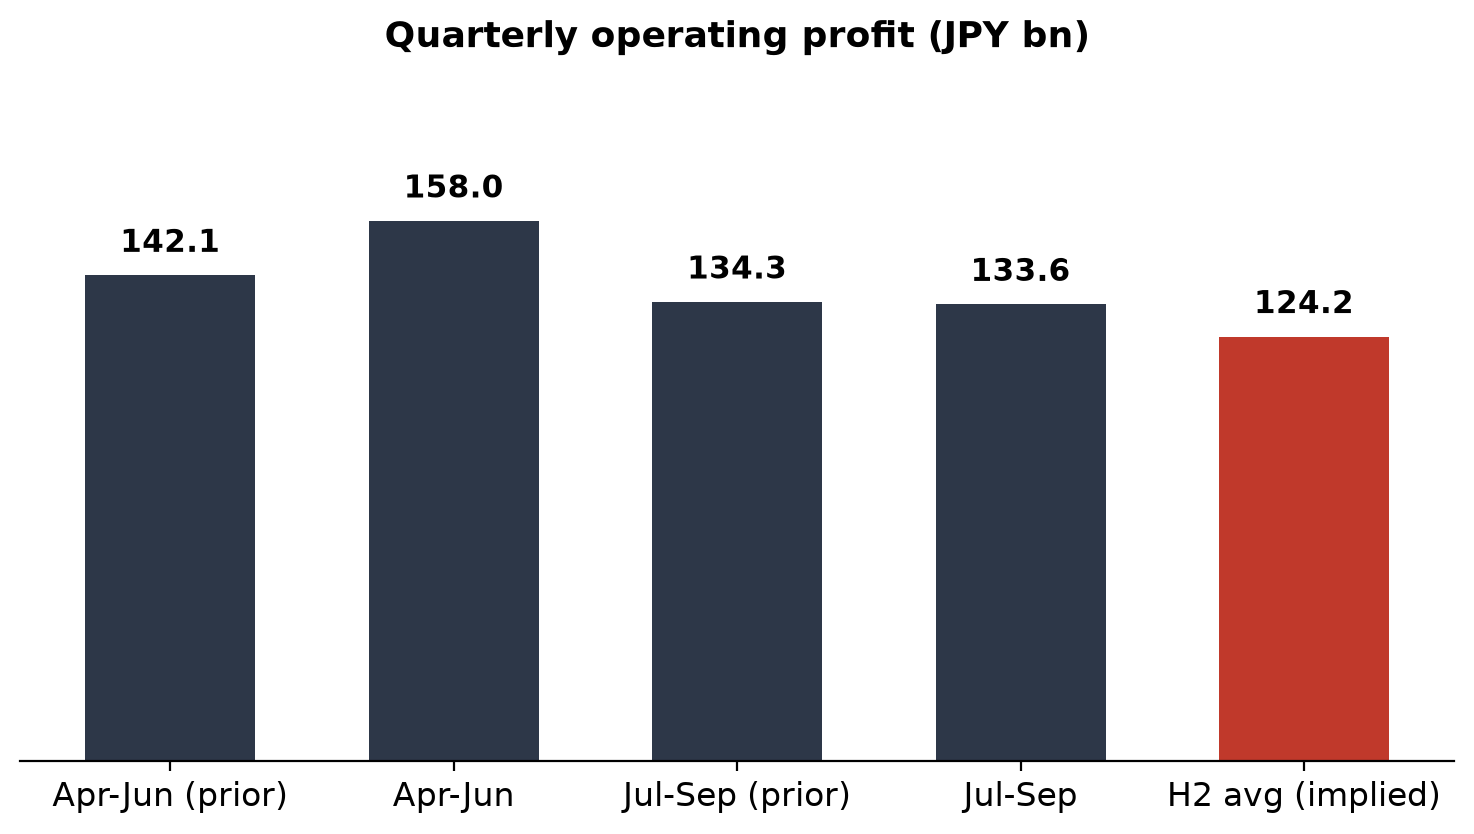 Quarterly operating profit (JPY bn)
142.1
158.0
134.3
133.6
124.2
Apr-Jun (prior)
Apr-Jun
Jul-Sep (prior)
Jul-Sep
H2 avg (implied)